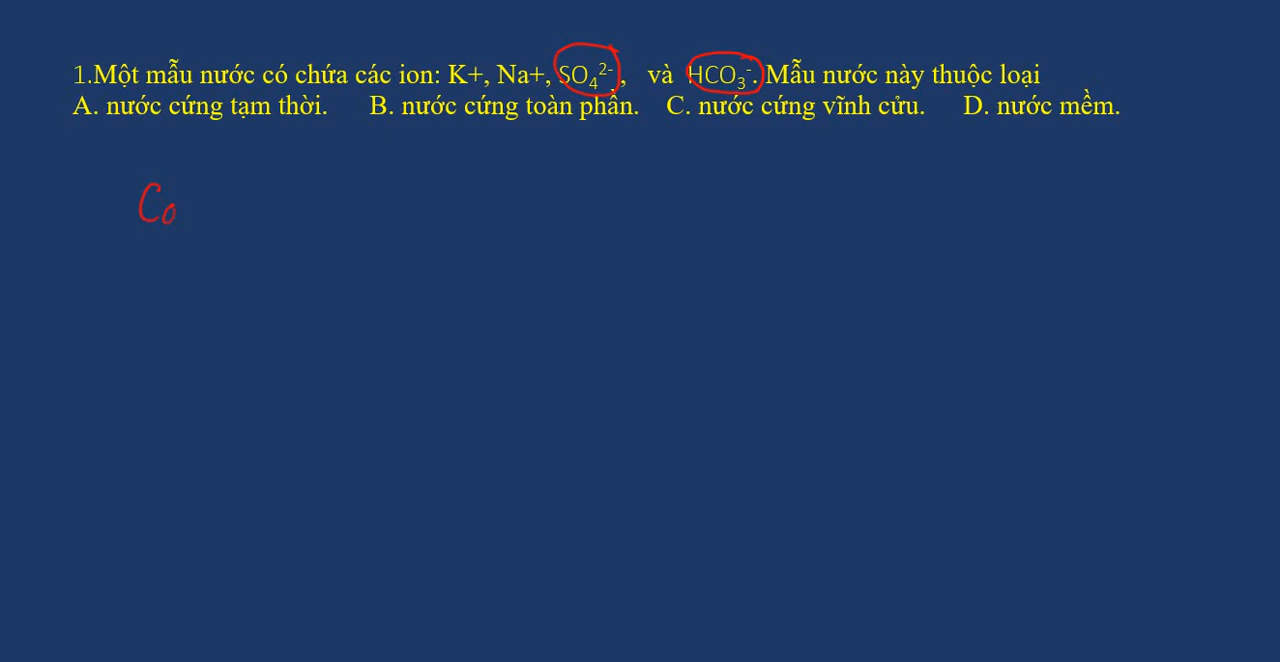 1.Một mẫu nước có chứa các ion: K+, Na+, SO₄²⁻, và HCO₃⁻. Mẫu nước này thuộc loại
A. nước cứng tạm thời. B. nước cứng toàn phần. C. nước cứng vĩnh cửu. D. nước mềm.
Co